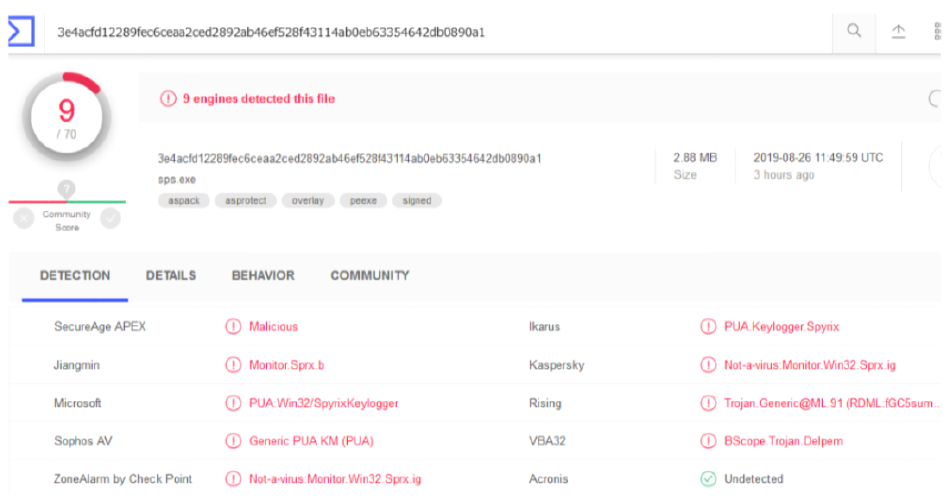 3e4acfd12289fec6ceaa2ced2892ab46ef528f43114ab0eb63354642db0890a1
9
/ 70
9 engines detected this file
3e4acfd12289fec6ceaa2ced2892ab46ef528f43114ab0eb63354642db0890a1
sps.exe
aspack asprotect overlay peexe signed
2.88 MB
Size
2019-08-26 11:49:59 UTC
3 hours ago
?
Community
Score
DETECTION DETAILS BEHAVIOR COMMUNITY
SecureAge APEX Malicious Ikarus PUA.Keylogger.Spyrix
Jiangmin Monitor.Sprx.b Kaspersky Not-a-virus:Monitor.Win32.Sprx.ig
Microsoft PUA:Win32/SpyrixKeylogger Rising Trojan.Generic@ML.91 (RDML:fGC5sum...
Sophos AV Generic PUA KM (PUA) VBA32 BScope.Trojan.Delpem
ZoneAlarm by Check Point Not-a-virus:Monitor.Win32.Sprx.ig Acronis Undetected